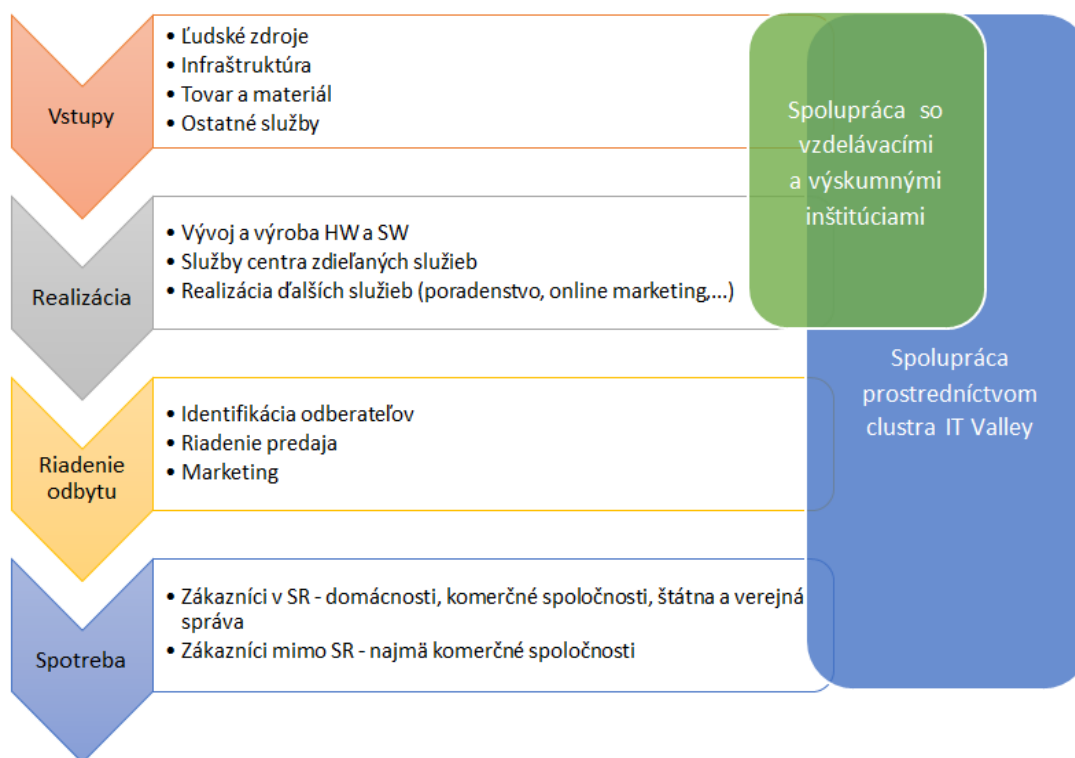 Vstupy
• Ľudské zdroje
• Infraštruktúra
• Tovar a materiál
• Ostatné služby
Realizácia
• Vývoj a výroba HW a SW
• Služby centra zdieľaných služieb
• Realizácia ďalších služieb (poradenstvo, online marketing,...)
Riadenie
odbytu
• Identifikácia odberateľov
• Riadenie predaja
• Marketing
Spotreba
• Zákazníci v SR - domácnosti, komerčné spoločnosti, štátna a verejná
správa
• Zákazníci mimo SR - najmä komerčné spoločnosti
Spolupráca so
vzdelávacími
a výskumnými
inštitúciami
Spolupráca
prostredníctvom
clustra IT Valley